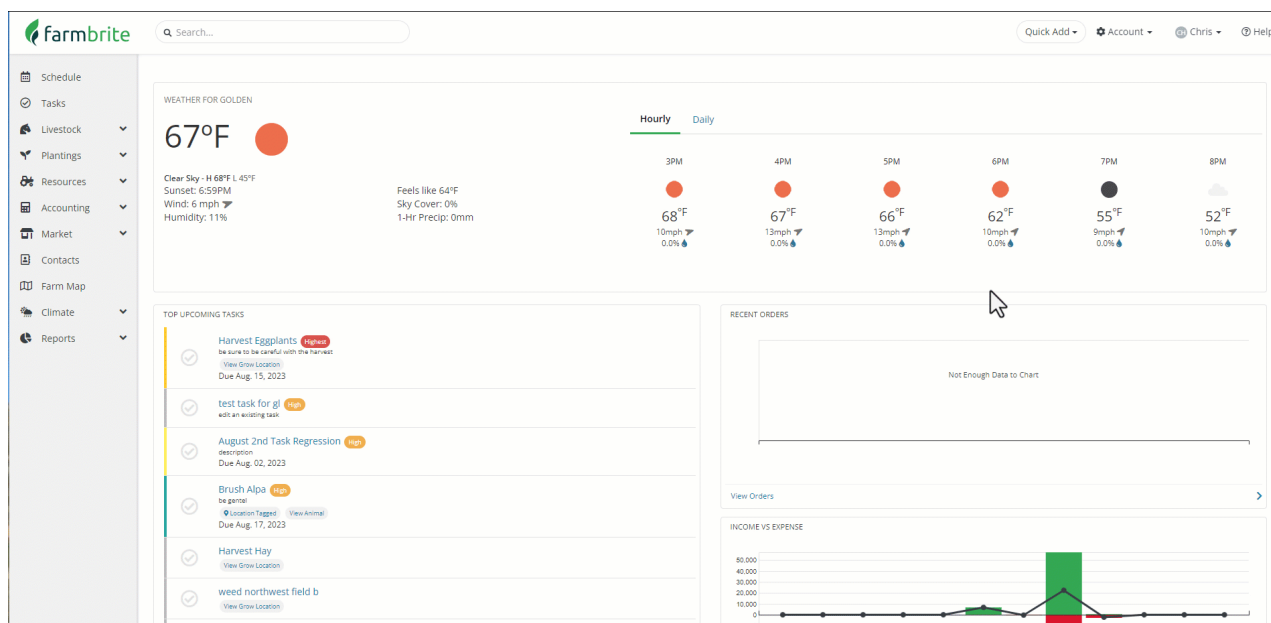 farmbrite
Search...
Quick Add
Account
CH Chris
Help
Schedule
Tasks
Livestock
Plantings
Resources
Accounting
Market
Contacts
Farm Map
Climate
Reports
WEATHER FOR GOLDEN
67°F
Clear Sky - H 68°F L 45°F
Sunset: 6:59PM
Wind: 6 mph
Humidity: 11%
Feels like 64°F
Sky Cover: 0%
1-Hr Precip: 0mm
Hourly Daily
3PM 4PM 5PM 6PM 7PM 8PM
68°F 67°F 66°F 62°F 55°F 52°F
10mph 13mph 13mph 10mph 9mph 10mph
0.0% 0.0% 0.0% 0.0% 0.0% 0.0%
TOP UPCOMING TASKS
Harvest Eggplants Highest
be sure to be careful with the harvest
View Grow Location
Due Aug. 15, 2023
test task for gl High
edit an existing task
August 2nd Task Regression High
description
Due Aug. 02, 2023
Brush Alpa High
be gentel
Location Tagged View Animal
Due Aug. 17, 2023
Harvest Hay
View Grow Location
weed northwest field b
View Grow Location
RECENT ORDERS
Not Enough Data to Chart
View Orders
INCOME VS EXPENSE
50,000
40,000
30,000
20,000
10,000
0